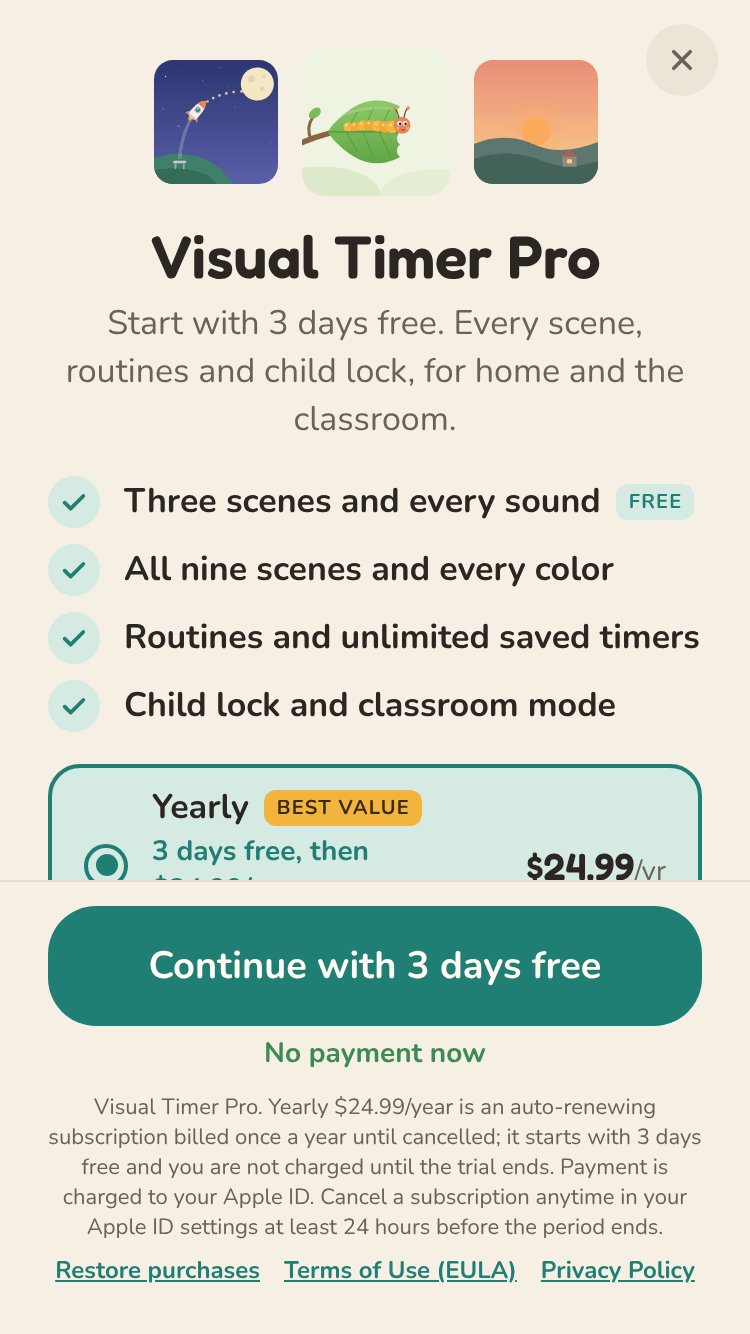 Visual Timer Pro
Start with 3 days free. Every scene,
routines and child lock, for home and the
classroom.
Three scenes and every sound FREE
All nine scenes and every color
Routines and unlimited saved timers
Child lock and classroom mode
Yearly BEST VALUE
3 days free, then
$24.99/vr
Continue with 3 days free
No payment now
Visual Timer Pro. Yearly $24.99/year is an auto-renewing
subscription billed once a year until cancelled; it starts with 3 days
free and you are not charged until the trial ends. Payment is
charged to your Apple ID. Cancel a subscription anytime in your
Apple ID settings at least 24 hours before the period ends.
Restore purchases Terms of Use (EULA) Privacy Policy